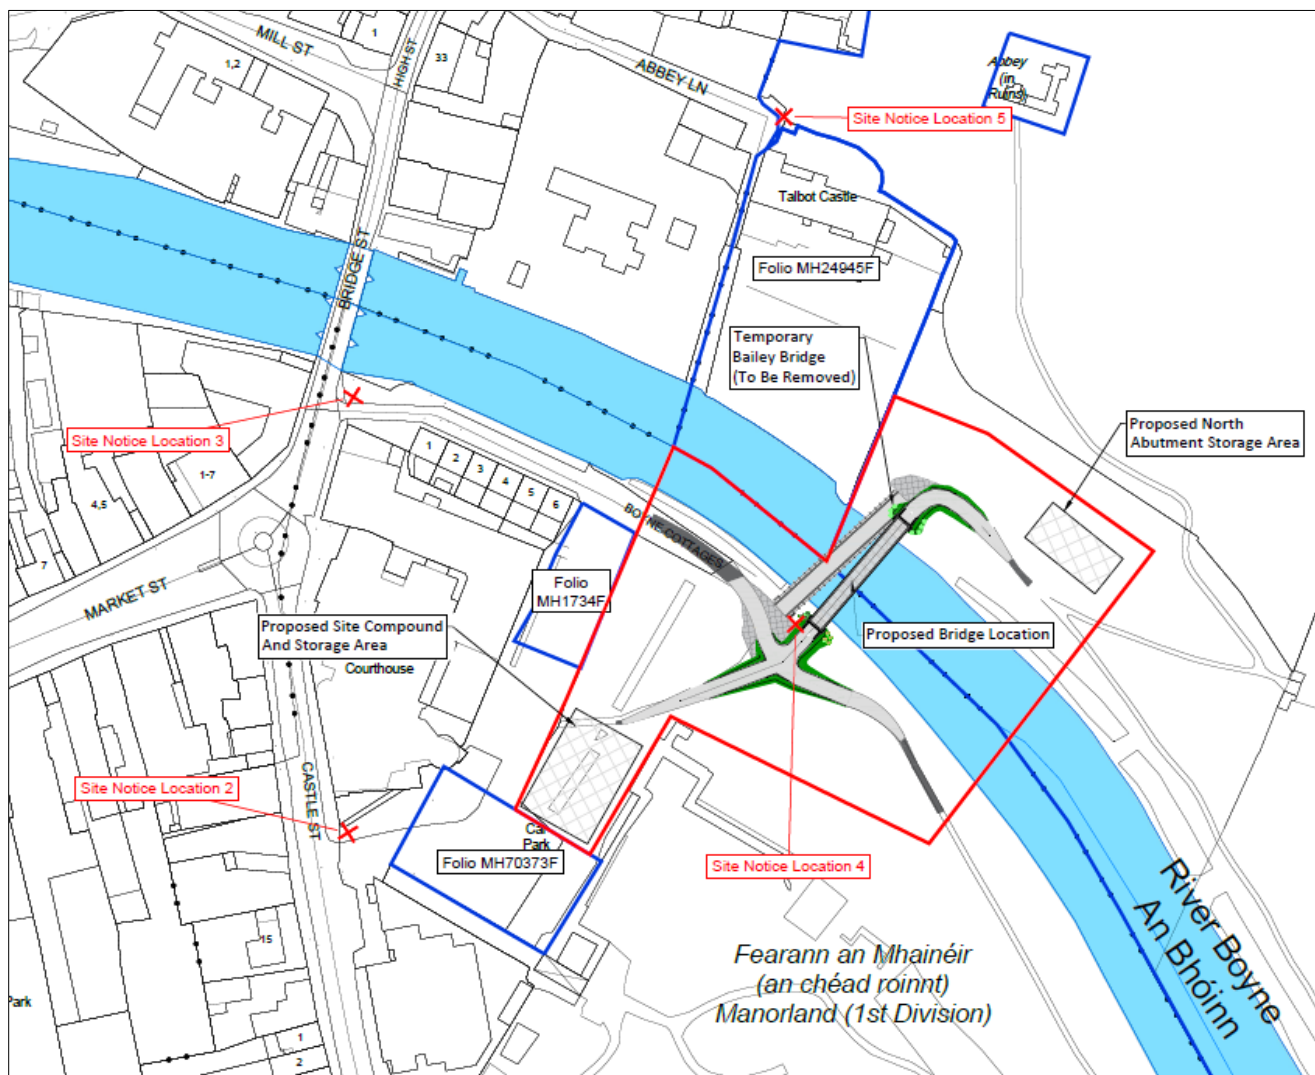 MILL ST
1
1,2
HIGH ST
33
ABBEY LN
Abbey
(in
Ruins)
Site Notice Location 5
Talbot Castle
Folio MH24945F
BRIDGE ST
Temporary
Bailey Bridge
(To Be Removed)
Proposed North
Abutment Storage Area
Site Notice Location 3
1-7
4,5
7
1
2
3
4
5
6
BOYNE COTTAGES
MARKET ST
Folio
MH1734F
Proposed Site Compound
And Storage Area
Courthouse
Proposed Bridge Location
Site Notice Location 2
CASTLE ST
Car
Park
Folio MH70373F
Site Notice Location 4
River Boyne
An Bhóinn
15
Park
1
2
Fearann an Mhainéir
(an chéad roinnt)
Manorland (1st Division)